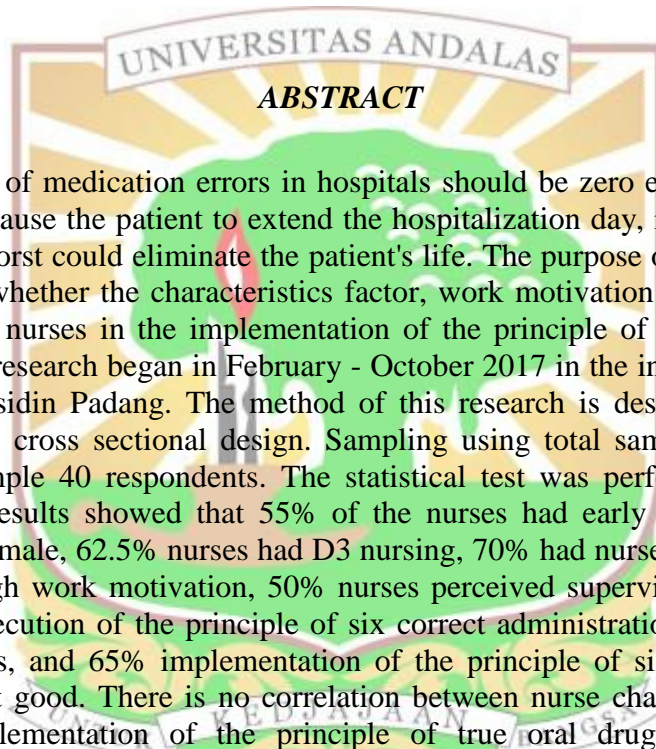 UNIVERSITAS ANDALAS
ABSTRACT
of medication errors in hospitals should be zero e
ause the patient to extend the hospitalization day,
orst could eliminate the patient's life. The purpose o
whether the characteristics factor, work motivation
nurses in the implementation of the principle of
research began in February - October 2017 in the in
sidin Padang. The method of this research is des
cross sectional design. Sampling using total sam
ple 40 respondents. The statistical test was perf
esults showed that 55% of the nurses had early
male, 62.5% nurses had D3 nursing, 70% had nurse
gh work motivation, 50% nurses perceived supervi
ecution of the principle of six correct administratio
s, and 65% implementation of the principle of si
t good. There is no correlation between nurse cha
UNTUK KEDJAJAAN BANGSA
plementation of the principle of true oral drug